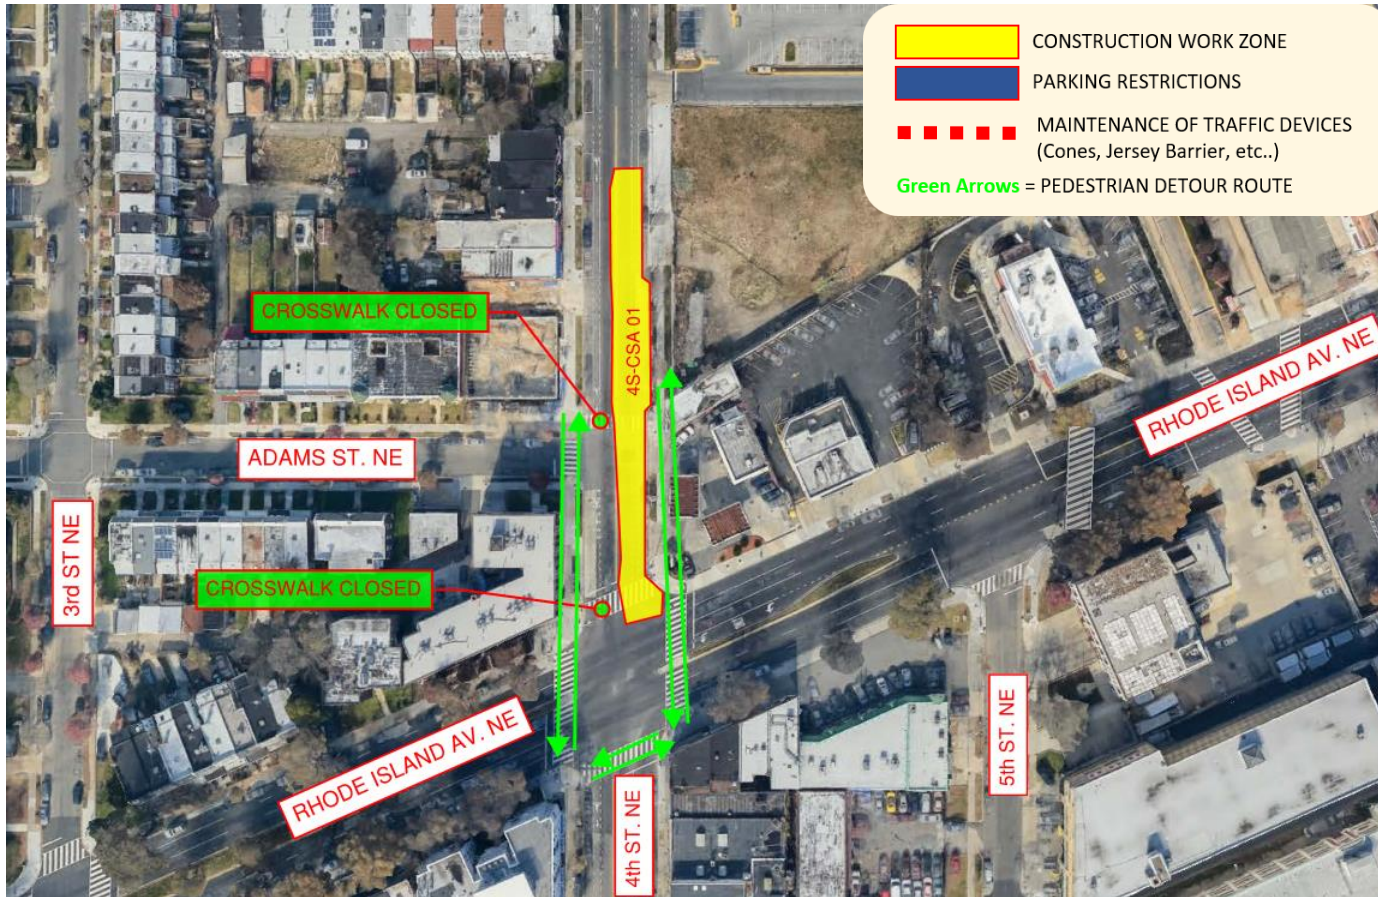 CONSTRUCTION WORK ZONE
PARKING RESTRICTIONS
MAINTENANCE OF TRAFFIC DEVICES
(Cones, Jersey Barrier, etc..)
Green Arrows = PEDESTRIAN DETOUR ROUTE
CROSSWALK CLOSED
4S-CSA 01
RHODE ISLAND AV. NE
ADAMS ST. NE
3rd ST NE
CROSSWALK CLOSED
RHODE ISLAND AV. NE
4th ST. NE
5th ST. NE